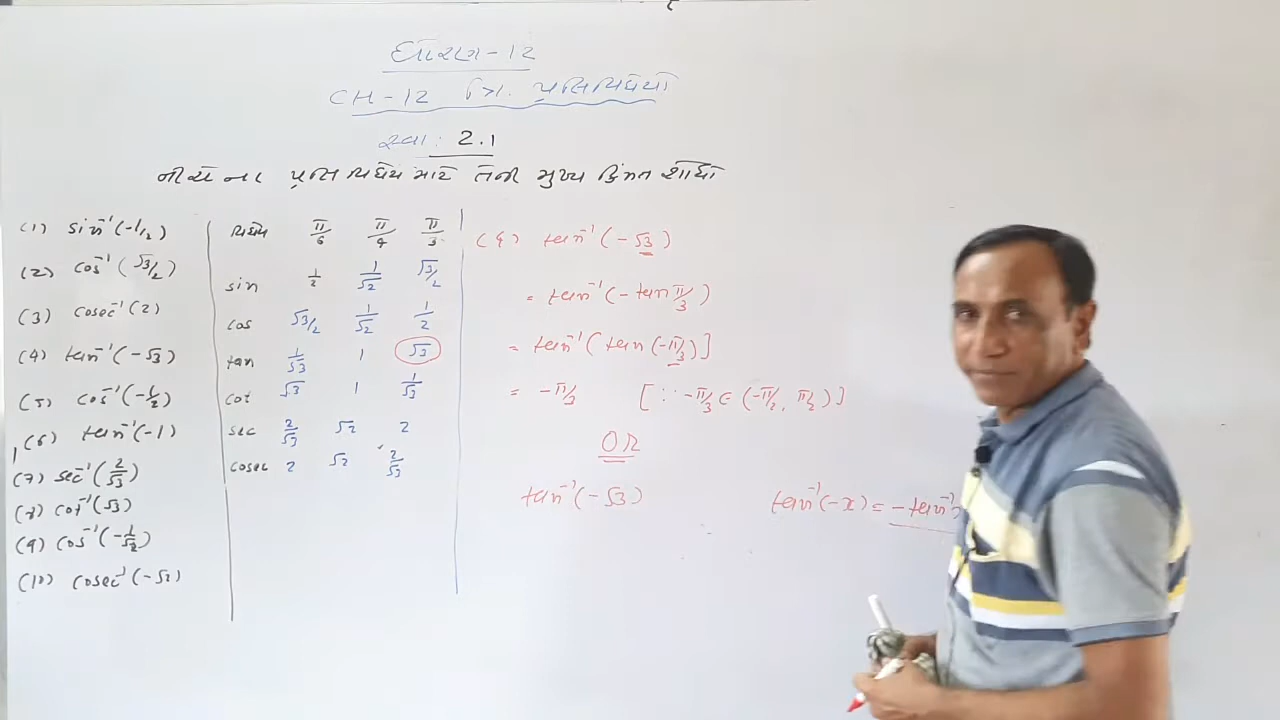 ધોરણ-12
CH-12 ત્રિ. પ્રતિવિધેયો
સ્વા: 2.1
નીચેના પ્રતિવિધેય માટે તેની મુખ્ય કિંમત શોધો
(1) sin⁻¹(-1/2)
(2) cos⁻¹(√3/2)
(3) cosec⁻¹(2)
(4) tan⁻¹(-√3)
(5) cos⁻¹(-1/2)
(6) tan⁻¹(-1)
(7) sec⁻¹(2/√3)
(8) cot⁻¹(√3)
(9) cos⁻¹(-1/√2)
(10) cosec⁻¹(-√2)
વિધેય π/6 π/4 π/3
sin 1/2 1/√2 √3/2
cos √3/2 1/√2 1/2
tan 1/√3 1 √3
cot √3 1 1/√3
sec 2/√3 √2 2
cosec 2 √2 2/√3
(4) tan⁻¹(-√3)
= tan⁻¹(-tan π/3)
= tan⁻¹(tan(-π/3)]
= -π/3 [∵ -π/3 ∈ (-π/2, π/2)]
OR
tan⁻¹(-√3) tan⁻¹(-x) = -tan⁻¹